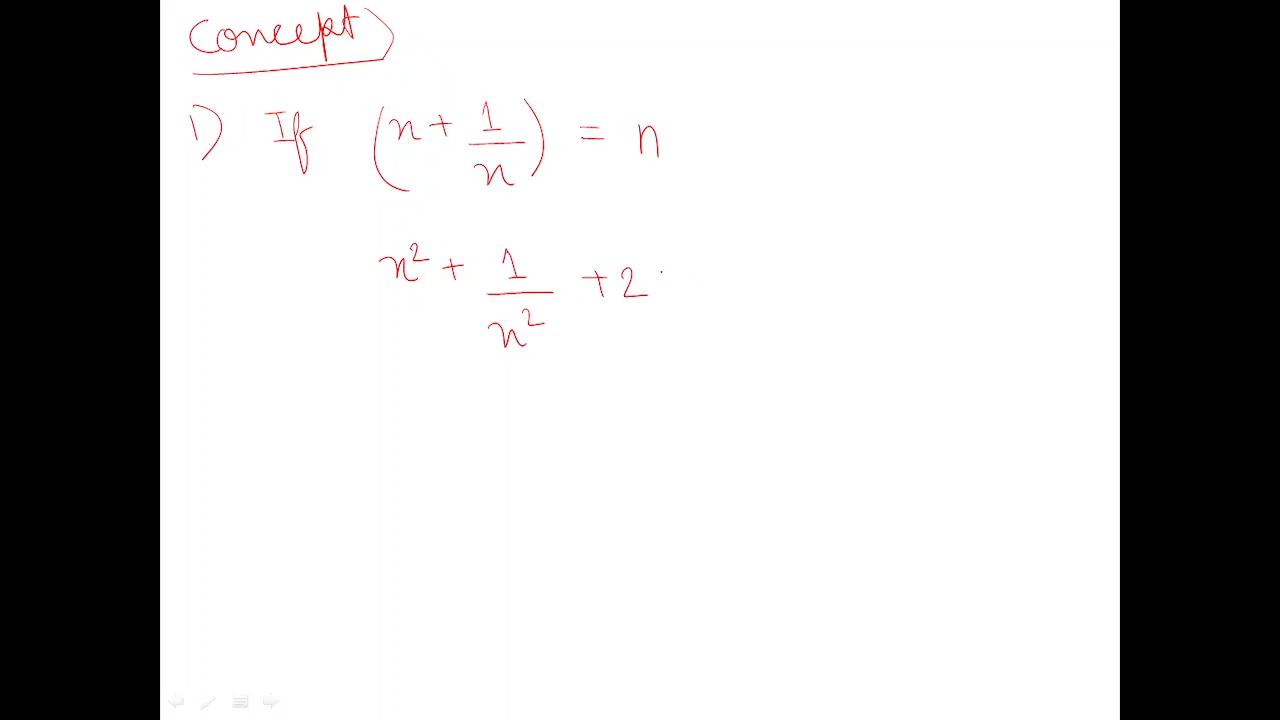 Concept
1) If (x + 1/x) = n
x² + 1/x² + 2